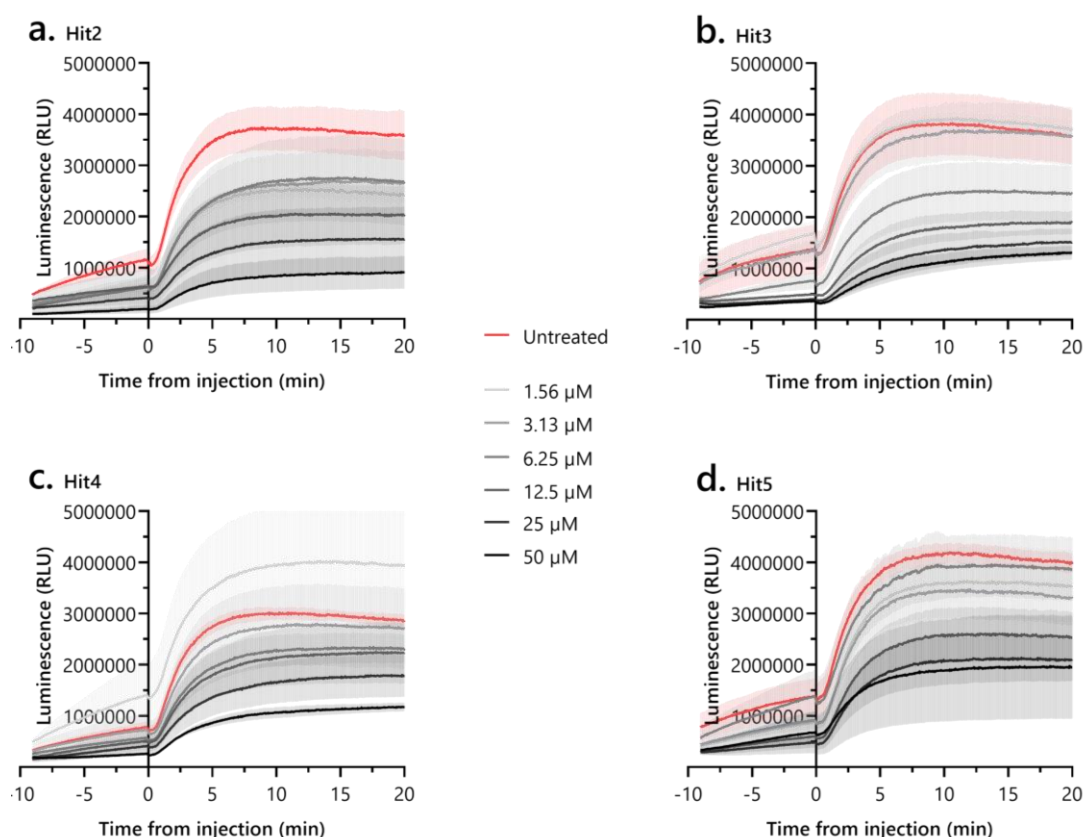 a. Hit2
5000000
4000000
3000000
2000000
1000000
Luminescence (RLU)
-10 -5 0 5 10 15 20
Time from injection (min)
b. Hit3
5000000
4000000
3000000
2000000
1000000
Luminescence (RLU)
-10 -5 0 5 10 15 20
Time from injection (min)
Untreated
1.56 µM
3.13 µM
6.25 µM
12.5 µM
25 µM
50 µM
c. Hit4
5000000
4000000
3000000
2000000
1000000
Luminescence (RLU)
-10 -5 0 5 10 15 20
Time from injection (min)
d. Hit5
5000000
4000000
3000000
2000000
1000000
Luminescence (RLU)
-10 -5 0 5 10 15 20
Time from injection (min)